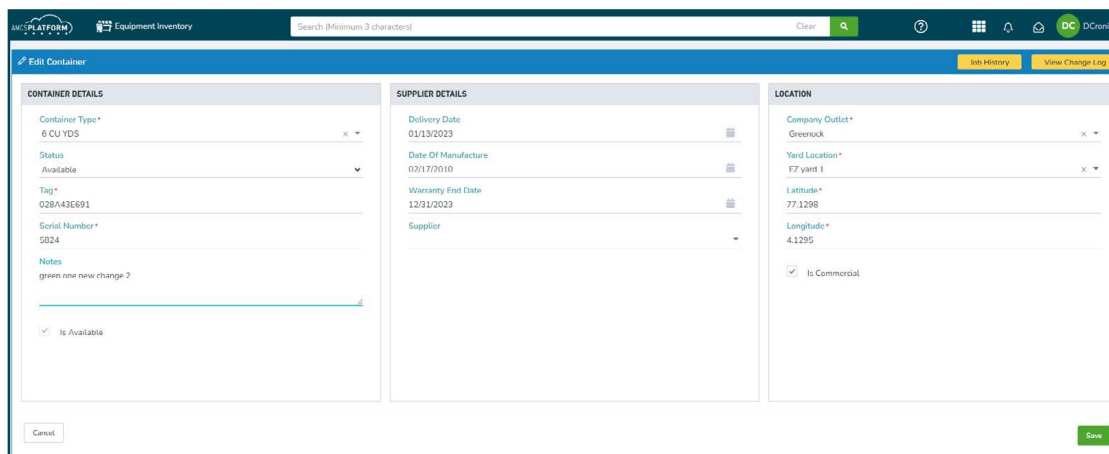 AMCSPLATFORM Equipment Inventory Search (Minimum 3 characters) Clear DC DCroni
Edit Container Job History View Change Log
CONTAINER DETAILS
Container Type*
6 CU YDS
Status
Available
Tag*
028A43E691
Serial Number*
5824
Notes
green one new change 2
Is Available
SUPPLIER DETAILS
Delivery Date
01/13/2023
Date Of Manufacture
02/17/2010
Warranty End Date
12/31/2023
Supplier
LOCATION
Company Outlet*
Greenock
Yard Location*
EZ yard 1
Latitude*
77.1298
Longitude*
4.1295
Is Commercial
Cancel
Save